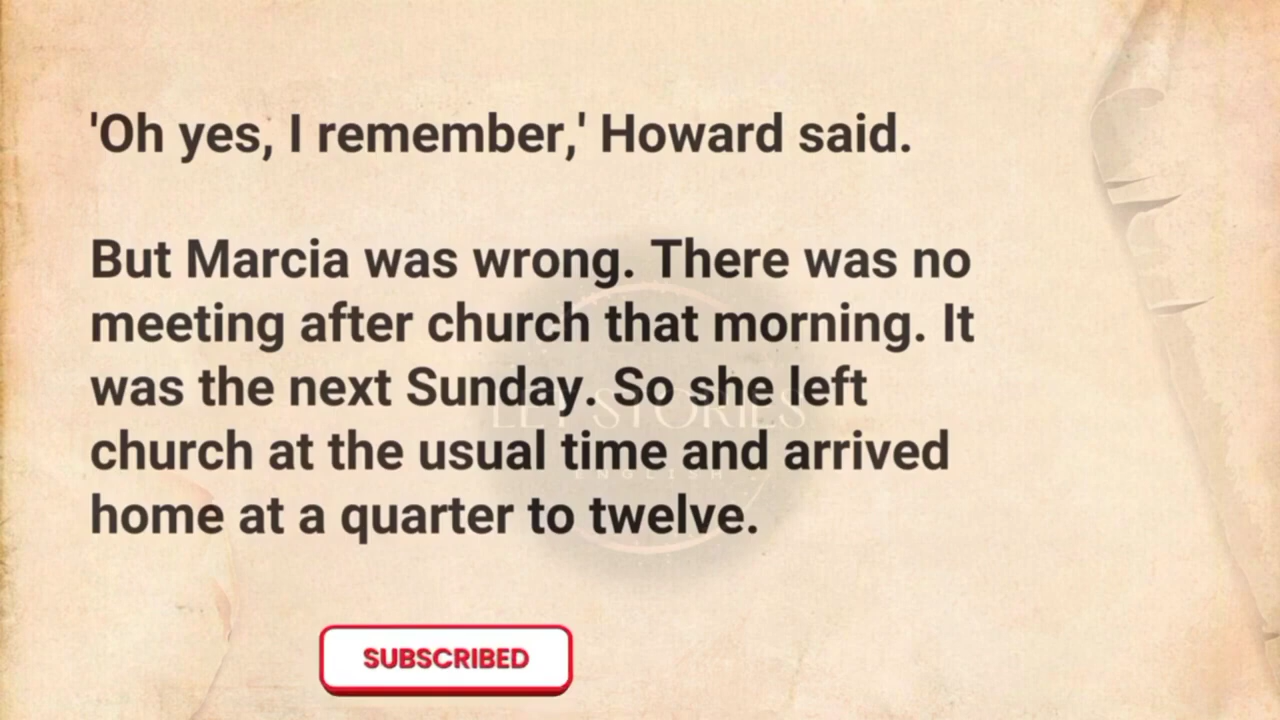 'Oh yes, I remember,' Howard said.
But Marcia was wrong. There was no
meeting after church that morning. It
was the next Sunday. So she left
church at the usual time and arrived
home at a quarter to twelve.
STORIES
ENGLISH
SUBSCRIBED